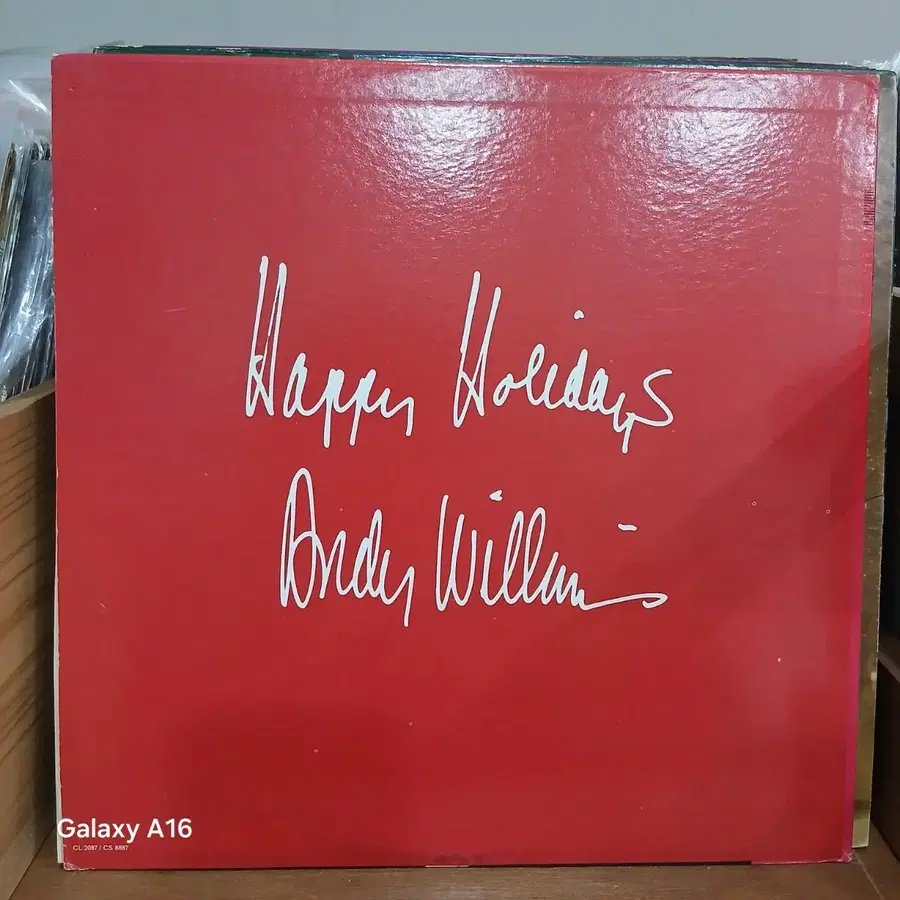 Happy Holidays
Andy Williams
Galaxy A16
CL 2087 / CS 8887